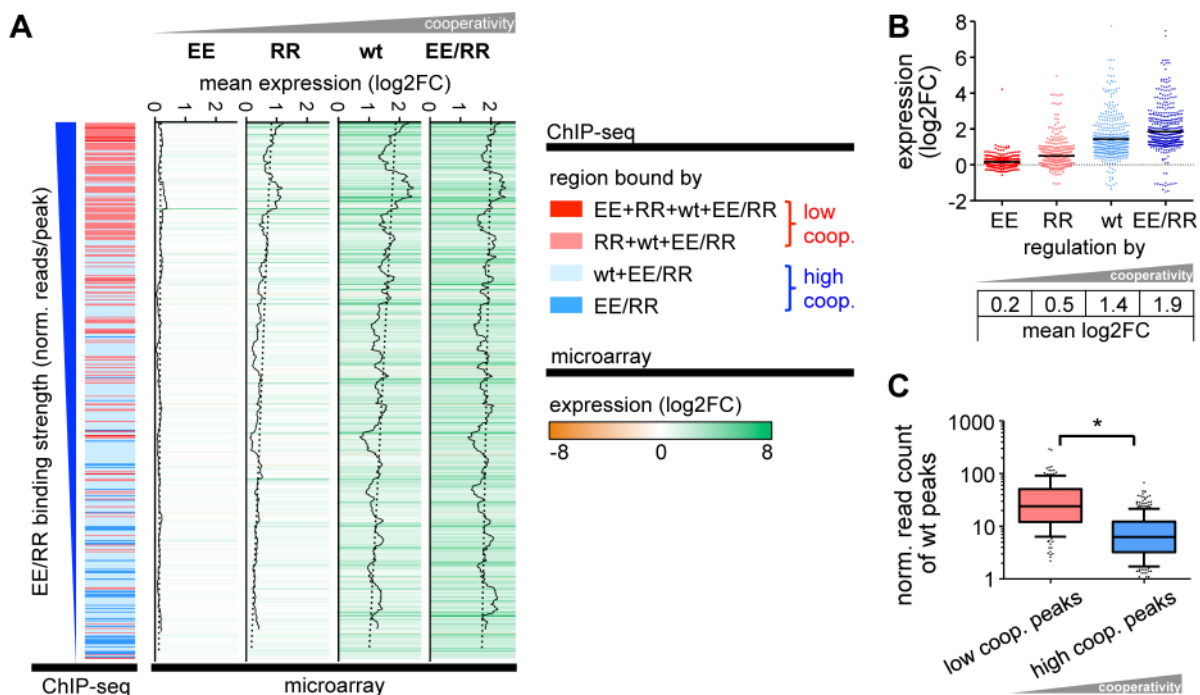 A
cooperativity
EE RR wt EE/RR
mean expression (log2FC)
0 1 2 0 1 2 0 1 2 0 1 2
EE/RR binding strength (norm. reads/peak)
ChIP-seq
microarray
ChIP-seq
region bound by
EE+RR+wt+EE/RR
RR+wt+EE/RR
low
coop.
wt+EE/RR
EE/RR
high
coop.
microarray
expression (log2FC)
-8 0 8
B
expression
(log2FC)
8
6
4
2
0
-2
EE RR wt EE/RR
regulation by
cooperativity
0.2 0.5 1.4 1.9
mean log2FC
C
norm. read count
of wt peaks
1000
100
10
1
*
low coop. peaks
high coop. peaks
cooperativity